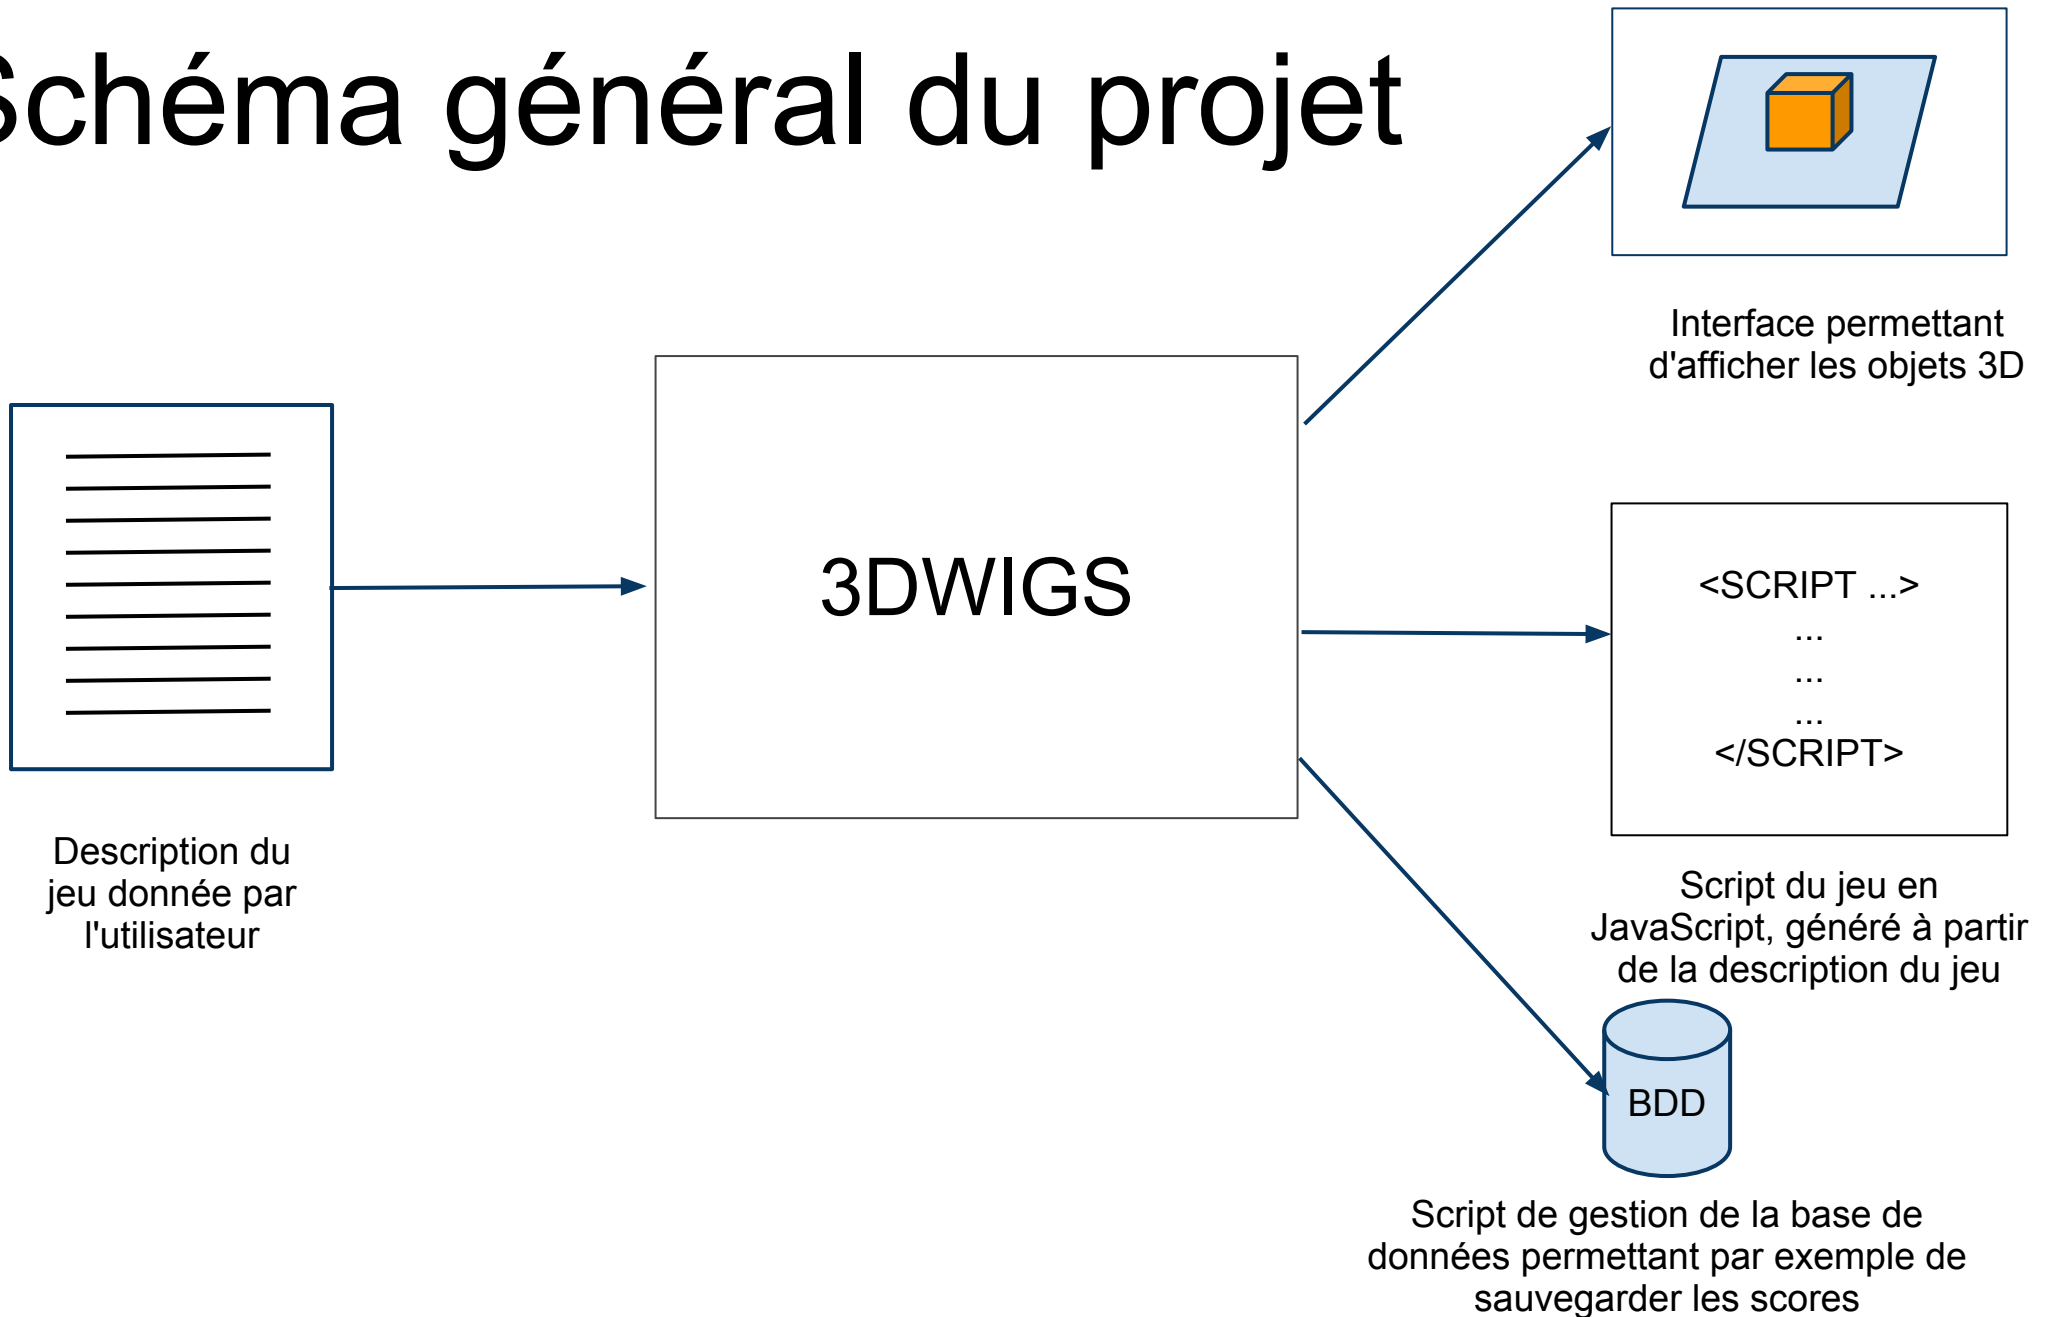 Schéma général du projet
Interface permettant
d'afficher les objets 3D
3DWIGS
<SCRIPT ...>
...
...
...
</SCRIPT>
Description du
jeu donnée par
l'utilisateur
Script du jeu en
JavaScript, généré à partir
de la description du jeu
BDD
Script de gestion de la base de
données permettant par exemple de
sauvegarder les scores